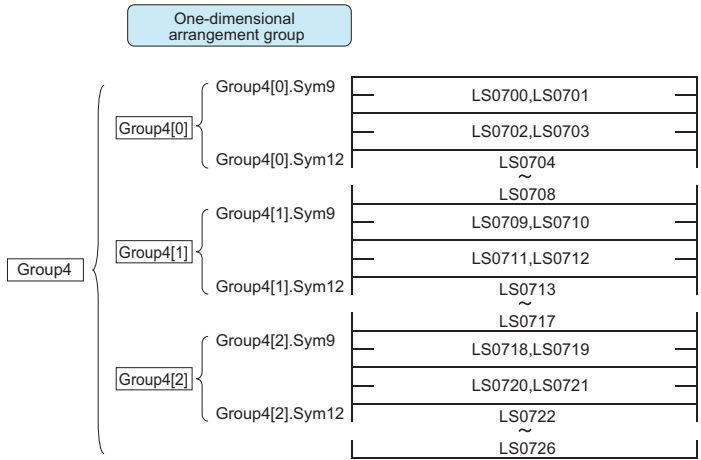 One-dimensional
arrangement group
Group4[0].Sym9
LS0700,LS0701
Group4[0]
LS0702,LS0703
Group4[0].Sym12
LS0704
~
LS0708
Group4[1].Sym9
LS0709,LS0710
Group4[1]
LS0711,LS0712
Group4
Group4[1].Sym12
LS0713
~
LS0717
Group4[2].Sym9
LS0718,LS0719
Group4[2]
LS0720,LS0721
Group4[2].Sym12
LS0722
~
LS0726